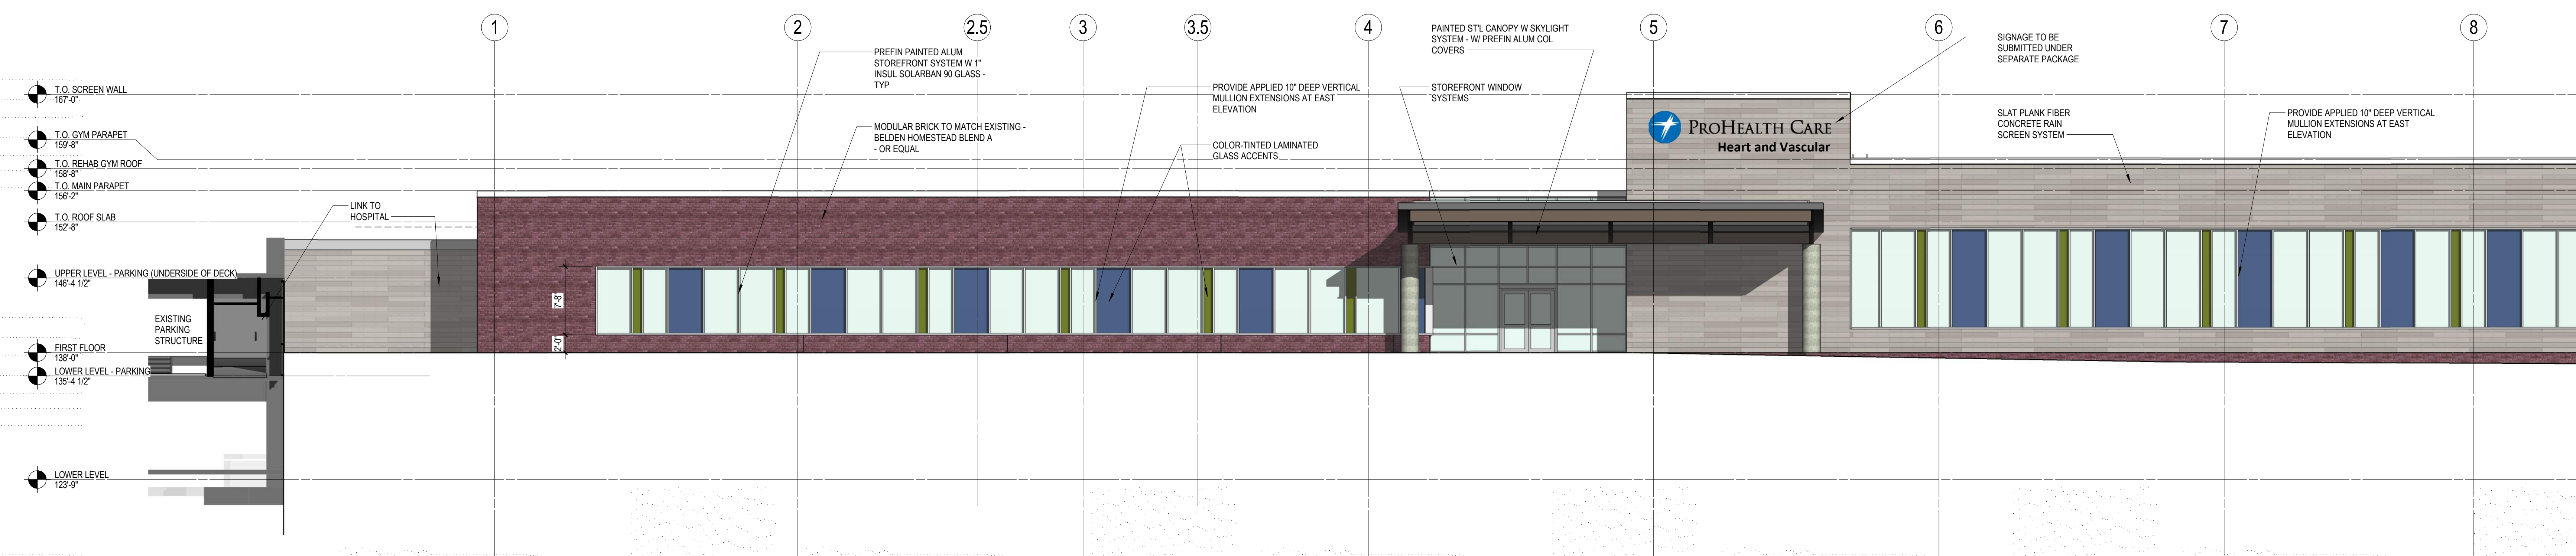 1
2
2.5
3
3.5
4
5
6
7
8
T.O. SCREEN WALL
167'-0"
T.O. GYM PARAPET
159'-8"
T.O. REHAB GYM ROOF
158'-8"
T.O. MAIN PARAPET
156'-2"
T.O. ROOF SLAB
152'-8"
UPPER LEVEL - PARKING (UNDERSIDE OF DECK)
146'-4 1/2"
FIRST FLOOR
138'-0"
LOWER LEVEL - PARKING
135'-4 1/2"
LOWER LEVEL
123'-9"
EXISTING
PARKING
STRUCTURE
LINK TO
HOSPITAL
7'-8"
2'-0"
PREFIN PAINTED ALUM
STOREFRONT SYSTEM W 1"
INSUL SOLARBAN 90 GLASS -
TYP
MODULAR BRICK TO MATCH EXISTING -
BELDEN HOMESTEAD BLEND A
- OR EQUAL
PROVIDE APPLIED 10" DEEP VERTICAL
MULLION EXTENSIONS AT EAST
ELEVATION
COLOR-TINTED LAMINATED
GLASS ACCENTS
PAINTED ST'L CANOPY W SKYLIGHT
SYSTEM - W/ PREFIN ALUM COL
COVERS
STOREFRONT WINDOW
SYSTEMS
PROHEALTH CARE
Heart and Vascular
SIGNAGE TO BE
SUBMITTED UNDER
SEPARATE PACKAGE
SLAT PLANK FIBER
CONCRETE RAIN
SCREEN SYSTEM
PROVIDE APPLIED 10" DEEP VERTICAL
MULLION EXTENSIONS AT EAST
ELEVATION